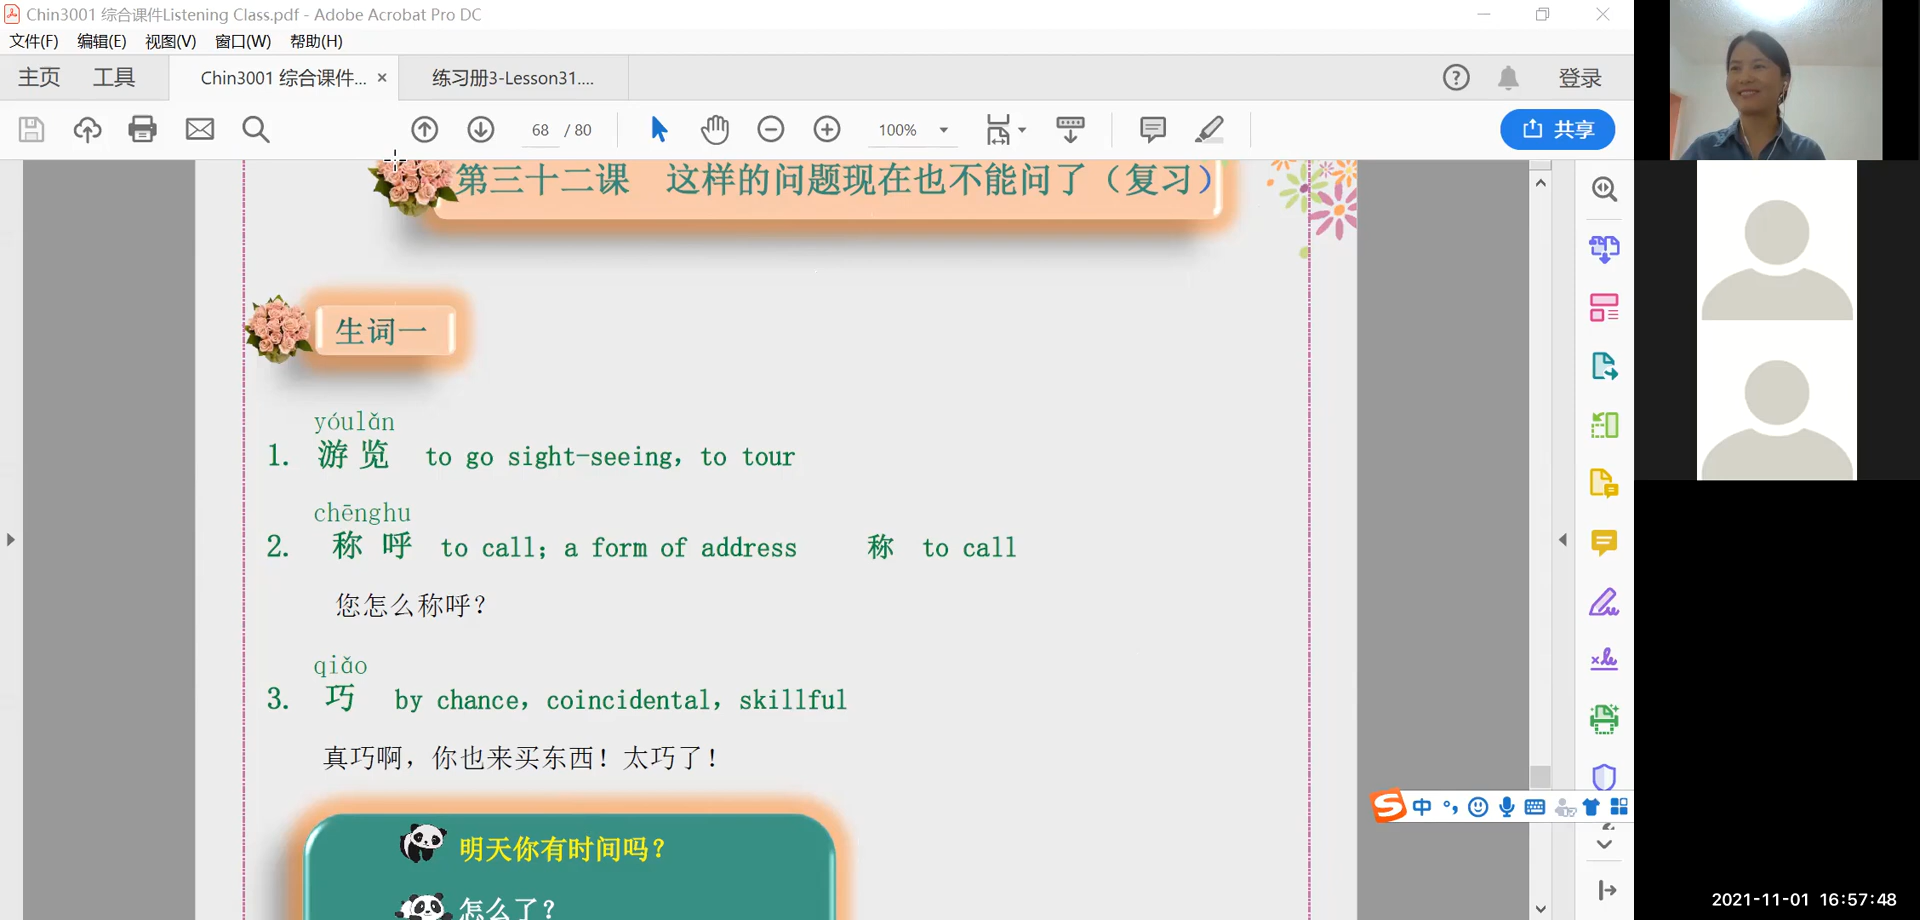 Chin3001 综合课件Listening Class.pdf - Adobe Acrobat Pro DC
文件(F) 编辑(E) 视图(V) 窗口(W) 帮助(H)
主页 工具 Chin3001 综合课件... × 练习册3-Lesson31.... 登录
68 / 80 100% 共享
第三十二课 这样的问题现在也不能问了（复习）
生词一
yóulǎn
1. 游览 to go sight-seeing, to tour
chēnghu
2. 称呼 to call; a form of address 称 to call
您怎么称呼？
qiǎo
3. 巧 by chance, coincidental, skillful
真巧啊，你也来买东西！太巧了！
中
明天你有时间吗？
怎么了？
2021-11-01 16:57:48